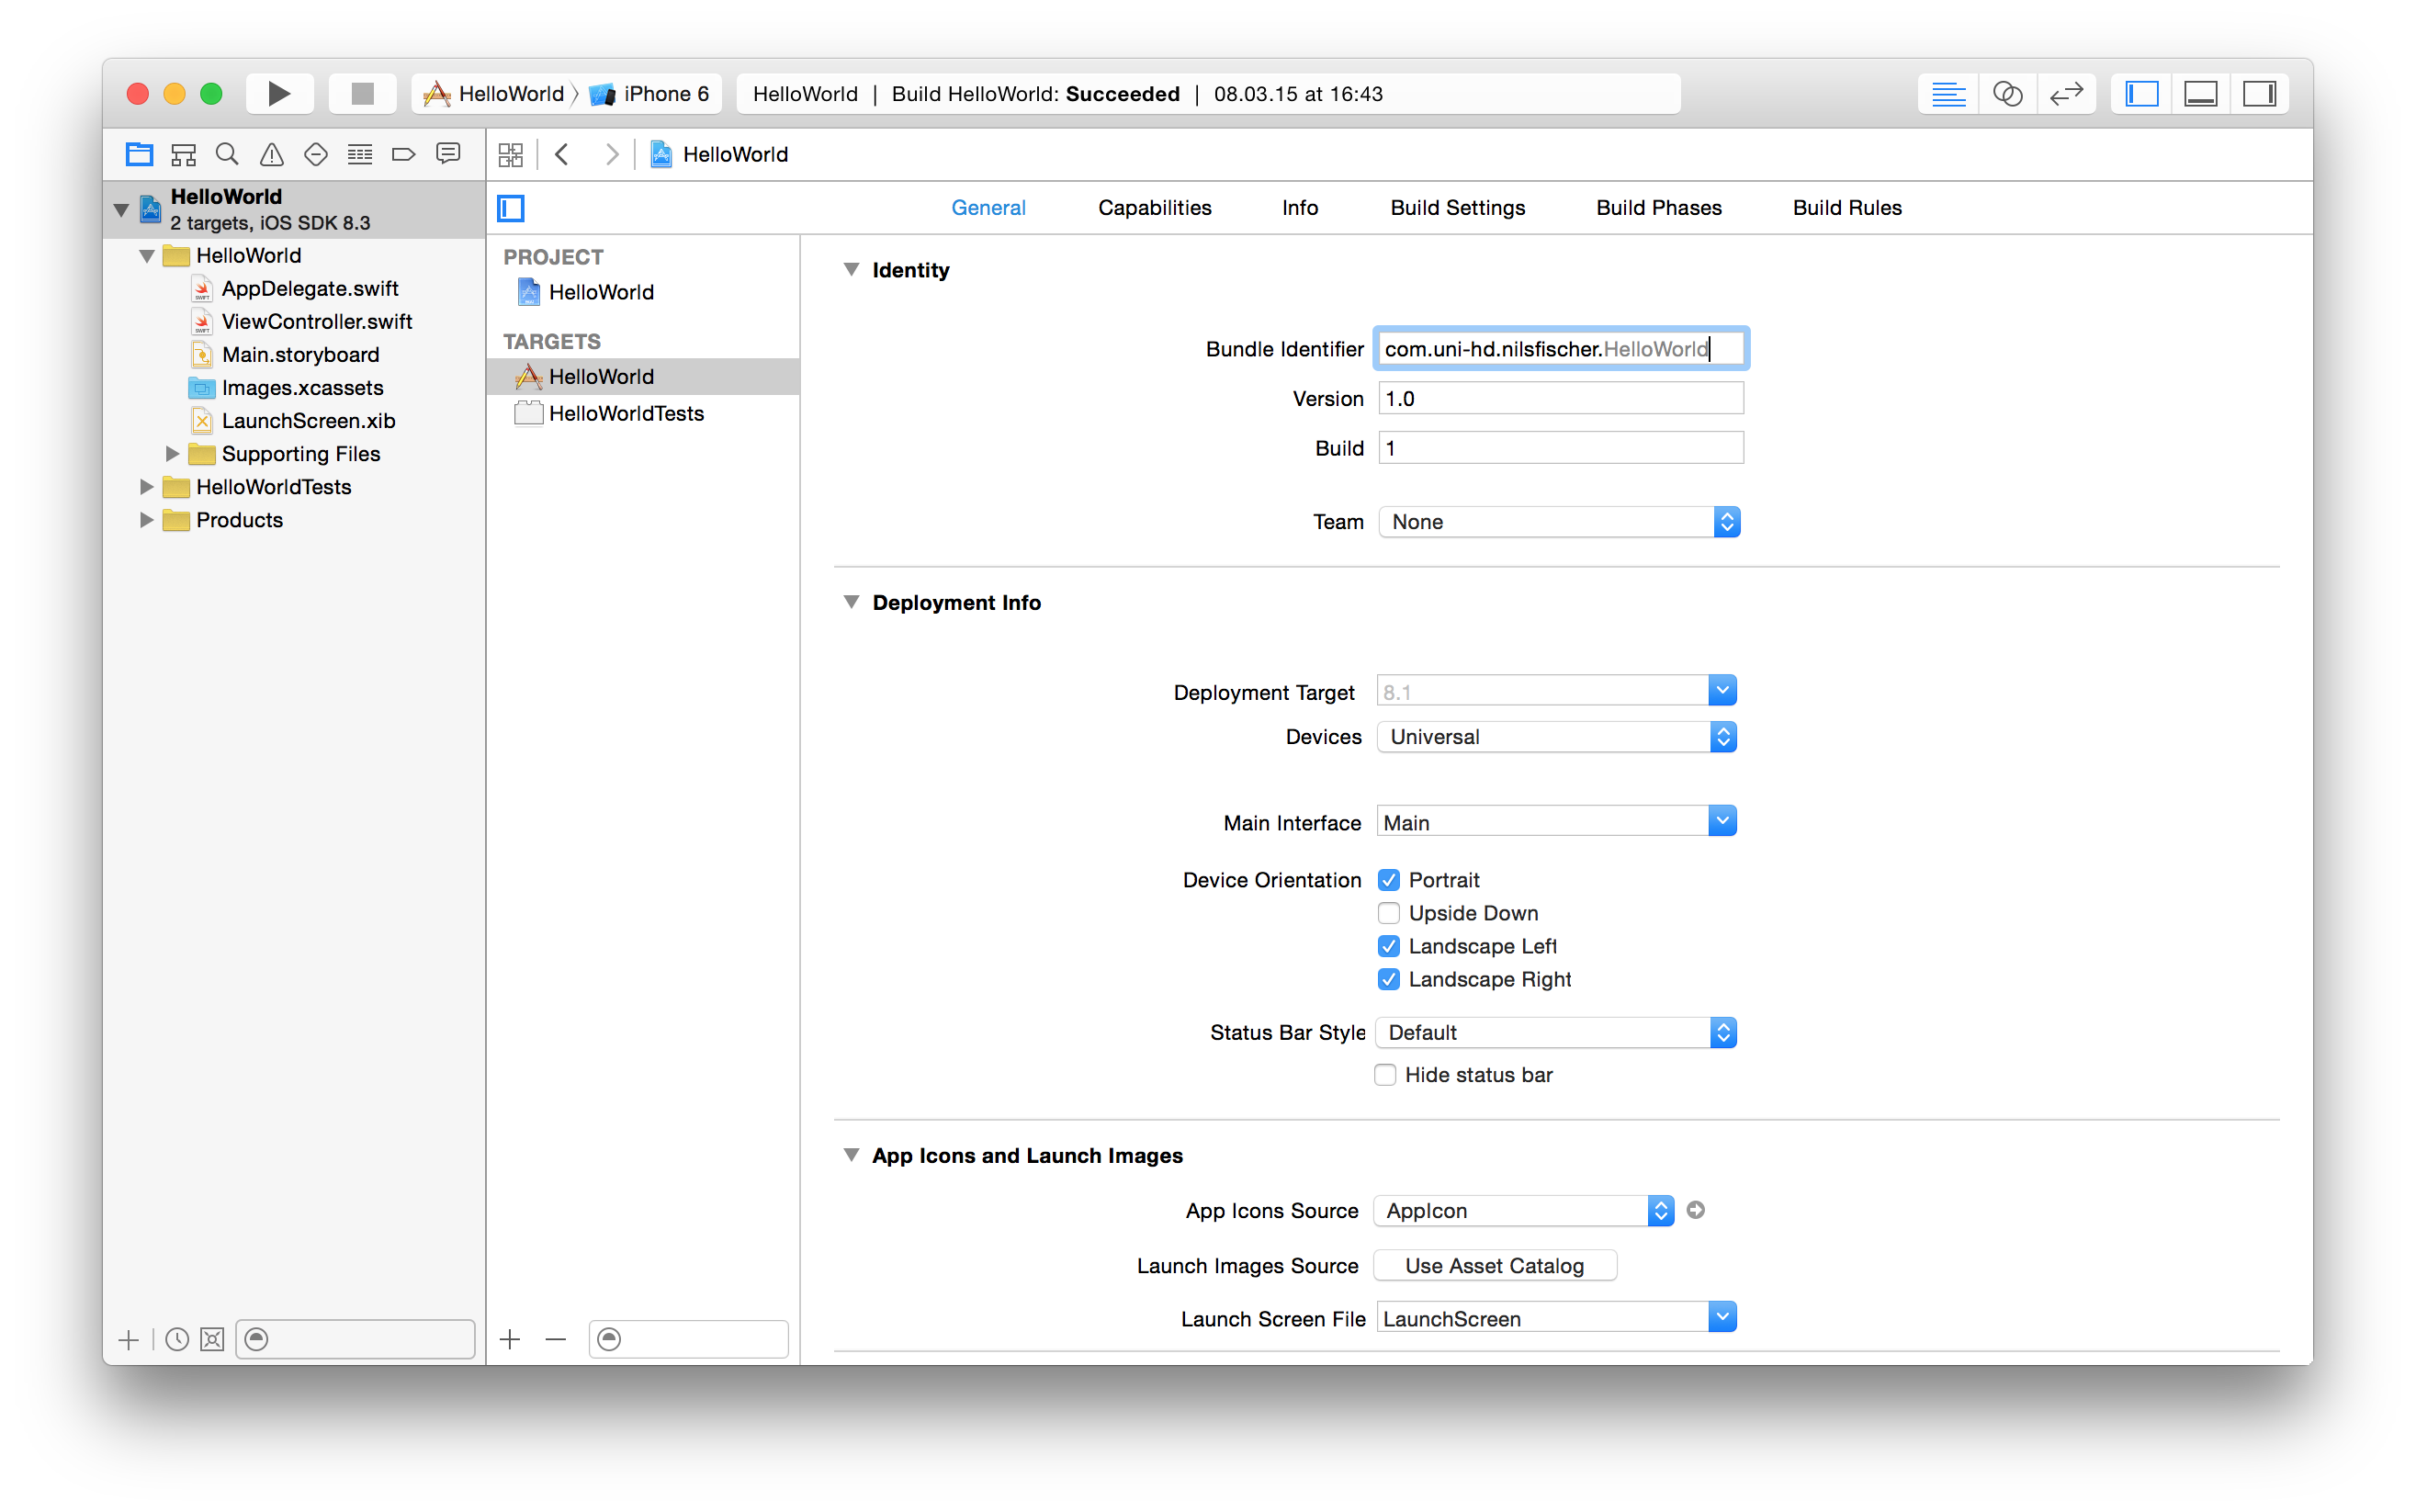 HelloWorld iPhone 6 HelloWorld | Build HelloWorld: Succeeded | 08.03.15 at 16:43
HelloWorld
HelloWorld
2 targets, iOS SDK 8.3
HelloWorld
AppDelegate.swift
ViewController.swift
Main.storyboard
Images.xcassets
LaunchScreen.xib
Supporting Files
HelloWorldTests
Products
General Capabilities Info Build Settings Build Phases Build Rules
PROJECT
HelloWorld
TARGETS
HelloWorld
HelloWorldTests
Identity
Bundle Identifier com.uni-hd.nilsfischer.HelloWorld
Version 1.0
Build 1
Team None
Deployment Info
Deployment Target 8.1
Devices Universal
Main Interface Main
Device Orientation Portrait
Upside Down
Landscape Left
Landscape Right
Status Bar Style Default
Hide status bar
App Icons and Launch Images
App Icons Source AppIcon
Launch Images Source Use Asset Catalog
Launch Screen File LaunchScreen